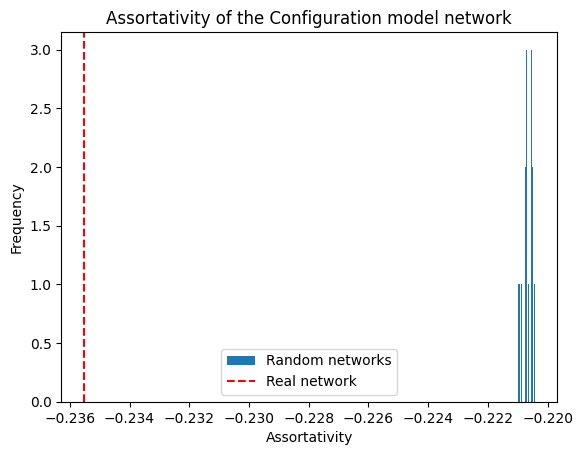 Assortativity of the Configuration model network
3.0
2.5
2.0
1.5
1.0
0.5
0.0
Frequency
Random networks
Real network
−0.236 −0.234 −0.232 −0.230 −0.228 −0.226 −0.224 −0.222 −0.220
Assortativity